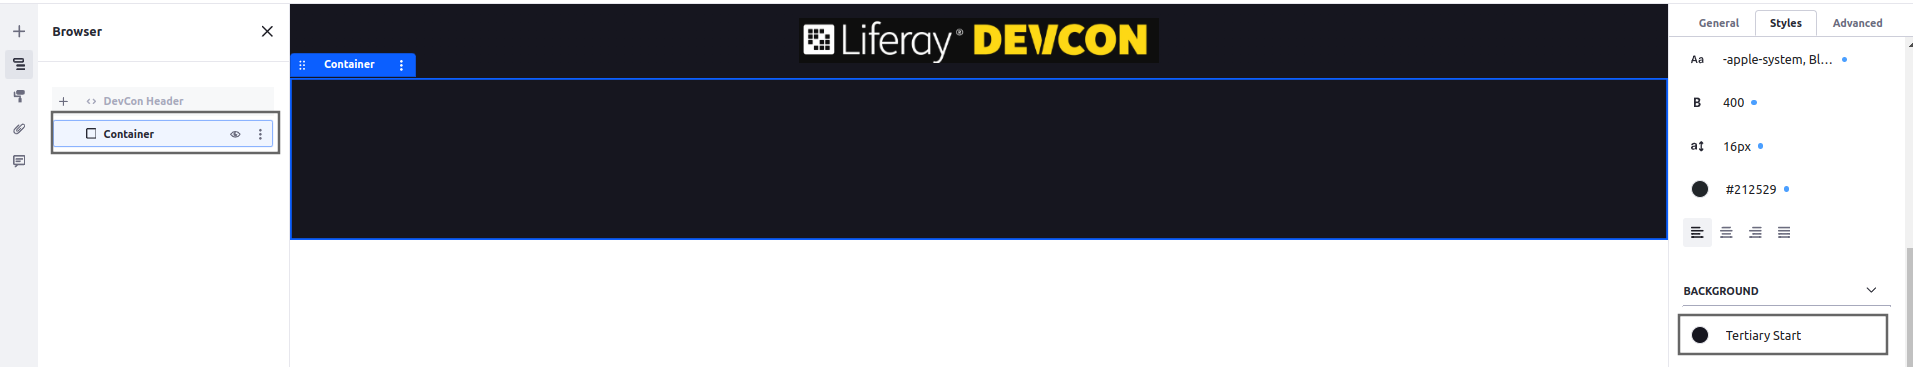 Browser
DevCon Header
Container
Liferay® DEVCON
Container
General Styles Advanced
Aa -apple-system, Bl...
B 400
16px
#212529
BACKGROUND
Tertiary Start